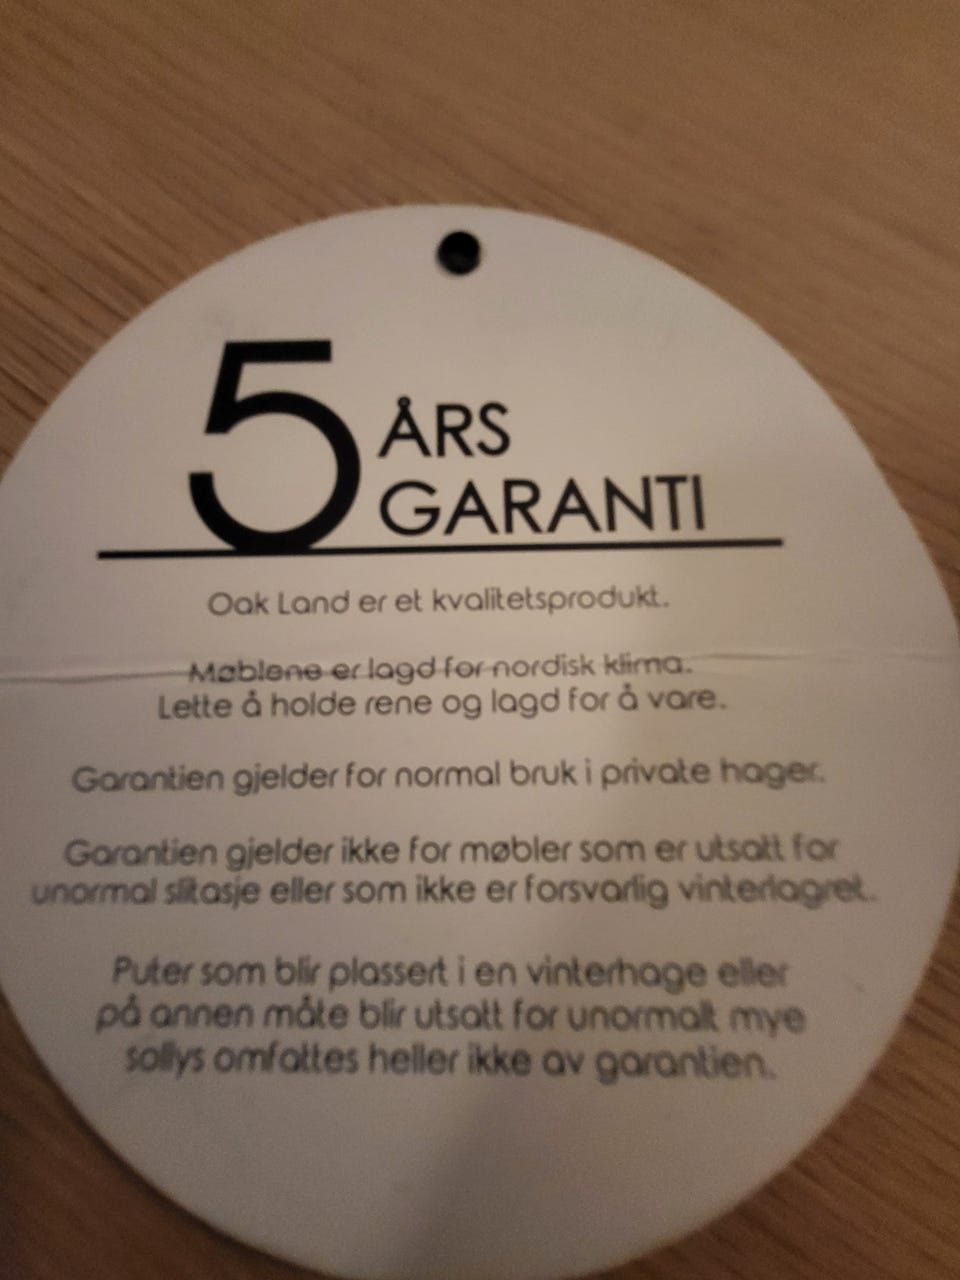 5 ÅRS
GARANTI
Oak Land er et kvalitetsprodukt.
Møblene er lagd for nordisk klima.
Lette å holde rene og lagd for å vare.
Garantien gjelder for normal bruk i private hager.
Garantien gjelder ikke for møbler som er utsatt for
unormal slitasje eller som ikke er forsvarlig vinterlagret.
Puter som blir plassert i en vinterhage eller
på annen måte blir utsatt for unormalt mye
sollys omfattes heller ikke av garantien.